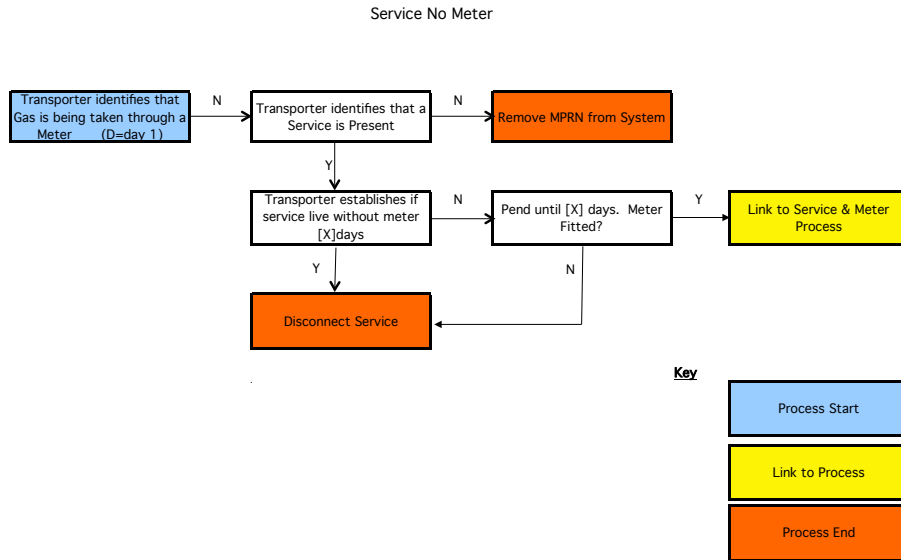 Service No Meter
Transporter identifies that
Gas is being taken through a
Meter (D=day 1)
N
Transporter identifies that a
Service is Present
N
Remove MPRN from System
Y
Transporter establishes if
service live without meter
[X]days
N
Pend until [X] days. Meter
Fitted?
Y
Link to Service & Meter
Process
Y
N
Disconnect Service
Key
Process Start
Link to Process
Process End